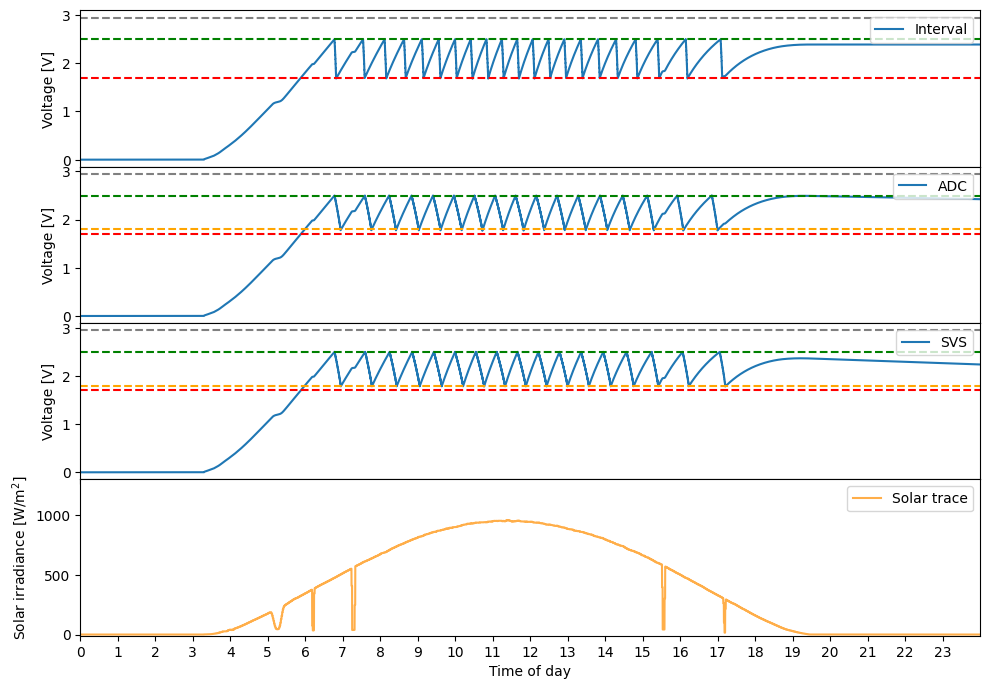 3
2
1
0
Voltage [V]
Interval
3
2
1
0
Voltage [V]
ADC
3
2
1
0
Voltage [V]
SVS
1000
500
0
Solar irradiance [W/m²]
Solar trace
0 1 2 3 4 5 6 7 8 9 10 11 12 13 14 15 16 17 18 19 20 21 22 23
Time of day